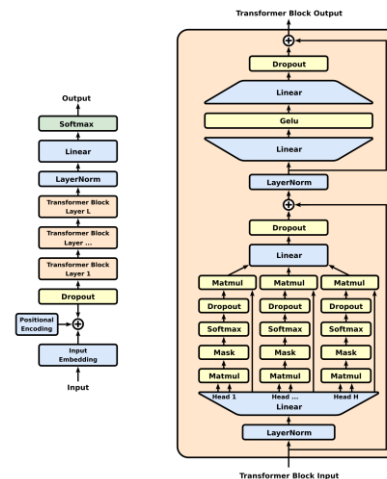 Output
Softmax
Linear
LayerNorm
Transformer Block
Layer L
Transformer Block
Layer ...
Transformer Block
Layer 1
Dropout
Positional
Encoding
Input
Embedding
Input
Transformer Block Output
Dropout
Linear
Gelu
Linear
LayerNorm
Dropout
Linear
Matmul Matmul Matmul
Dropout Dropout Dropout
Softmax Softmax Softmax
Mask Mask Mask
Matmul Matmul Matmul
Head 1 Head ... Head H
Linear
LayerNorm
Transformer Block Input